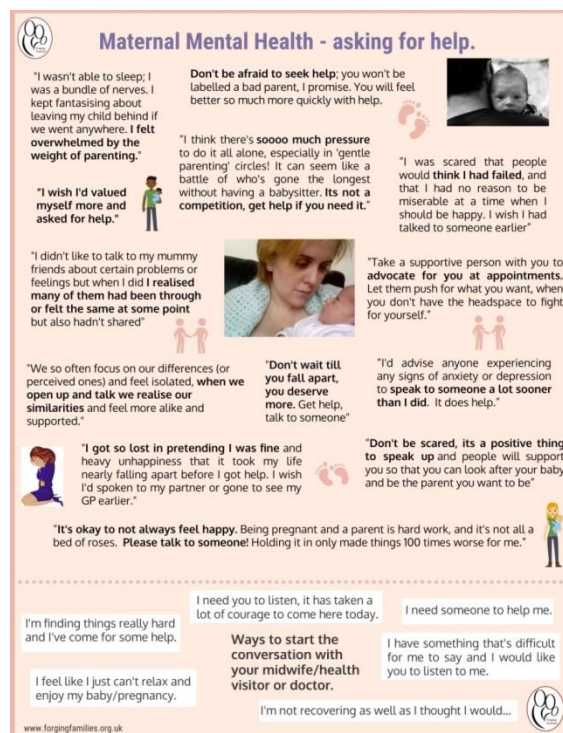 Maternal Mental Health - asking for help.
"I wasn't able to sleep; I
was a bundle of nerves. I
kept fantasising about
leaving my child behind if
we went anywhere. I felt
overwhelmed by the
weight of parenting."
Don't be afraid to seek help; you won't be
labelled a bad parent, I promise. You will feel
better so much more quickly with help.
"I think there's soooo much pressure
to do it all alone, especially in 'gentle
parenting' circles! It can seem like a
battle of who's gone the longest
without having a babysitter. Its not a
competition, get help if you need it."
"I was scared that people
would think I had failed, and
that I had no reason to be
miserable at a time when I
should be happy. I wish I had
talked to someone earlier"
"I wish I'd valued
myself more and
asked for help."
"I didn't like to talk to my mummy
friends about certain problems or
feelings but when I did I realised
many of them had been through
or felt the same at some point
but also hadn't shared"
"Take a supportive person with you to
advocate for you at appointments.
Let them push for what you want, when
you don't have the headspace to fight
for yourself."
"We so often focus on our differences (or
perceived ones) and feel isolated, when we
open up and talk we realise our
similarities and feel more alike and
supported."
"Don't wait till
you fall apart,
you deserve
more. Get help,
talk to someone"
"I'd advise anyone experiencing
any signs of anxiety or depression
to speak to someone a lot sooner
than I did. It does help."
"I got so lost in pretending I was fine and
heavy unhappiness that it took my life
nearly falling apart before I got help. I wish
I'd spoken to my partner or gone to see my
GP earlier."
"Don't be scared, its a positive thing
to speak up and people will support
you so that you can look after your baby
and be the parent you want to be"
"It's okay to not always feel happy. Being pregnant and a parent is hard work, and it's not all a
bed of roses. Please talk to someone! Holding it in only made things 100 times worse for me."
I need you to listen, it has taken a
lot of courage to come here today.
I need someone to help me.
I'm finding things really hard
and I've come for some help.
Ways to start the
conversation with
your midwife/health
visitor or doctor.
I have something that's difficult
for me to say and I would like
you to listen to me.
I feel like I just can't relax and
enjoy my baby/pregnancy.
I'm not recovering as well as I thought I would...
www.forgingfamilies.org.uk